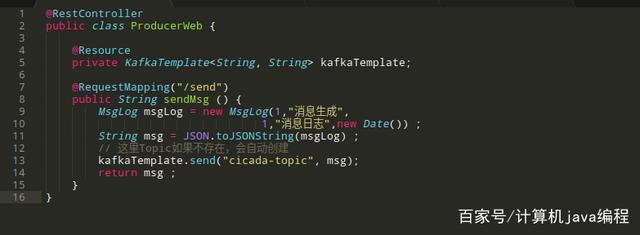 1 @RestController
2 public class ProducerWeb {
3
4 @Resource
5 private KafkaTemplate<String, String> kafkaTemplate;
6
7 @RequestMapping("/send")
8 public String sendMsg () {
9 MsgLog msgLog = new MsgLog(1,"消息生成",
10 1,"消息日志",new Date()) ;
11 String msg = JSON.toJSONString(msgLog) ;
12 // 这里Topic如果不存在，会自动创建
13 kafkaTemplate.send("cicada-topic", msg);
14 return msg ;
15 }
16 }
百家号/计算机java编程